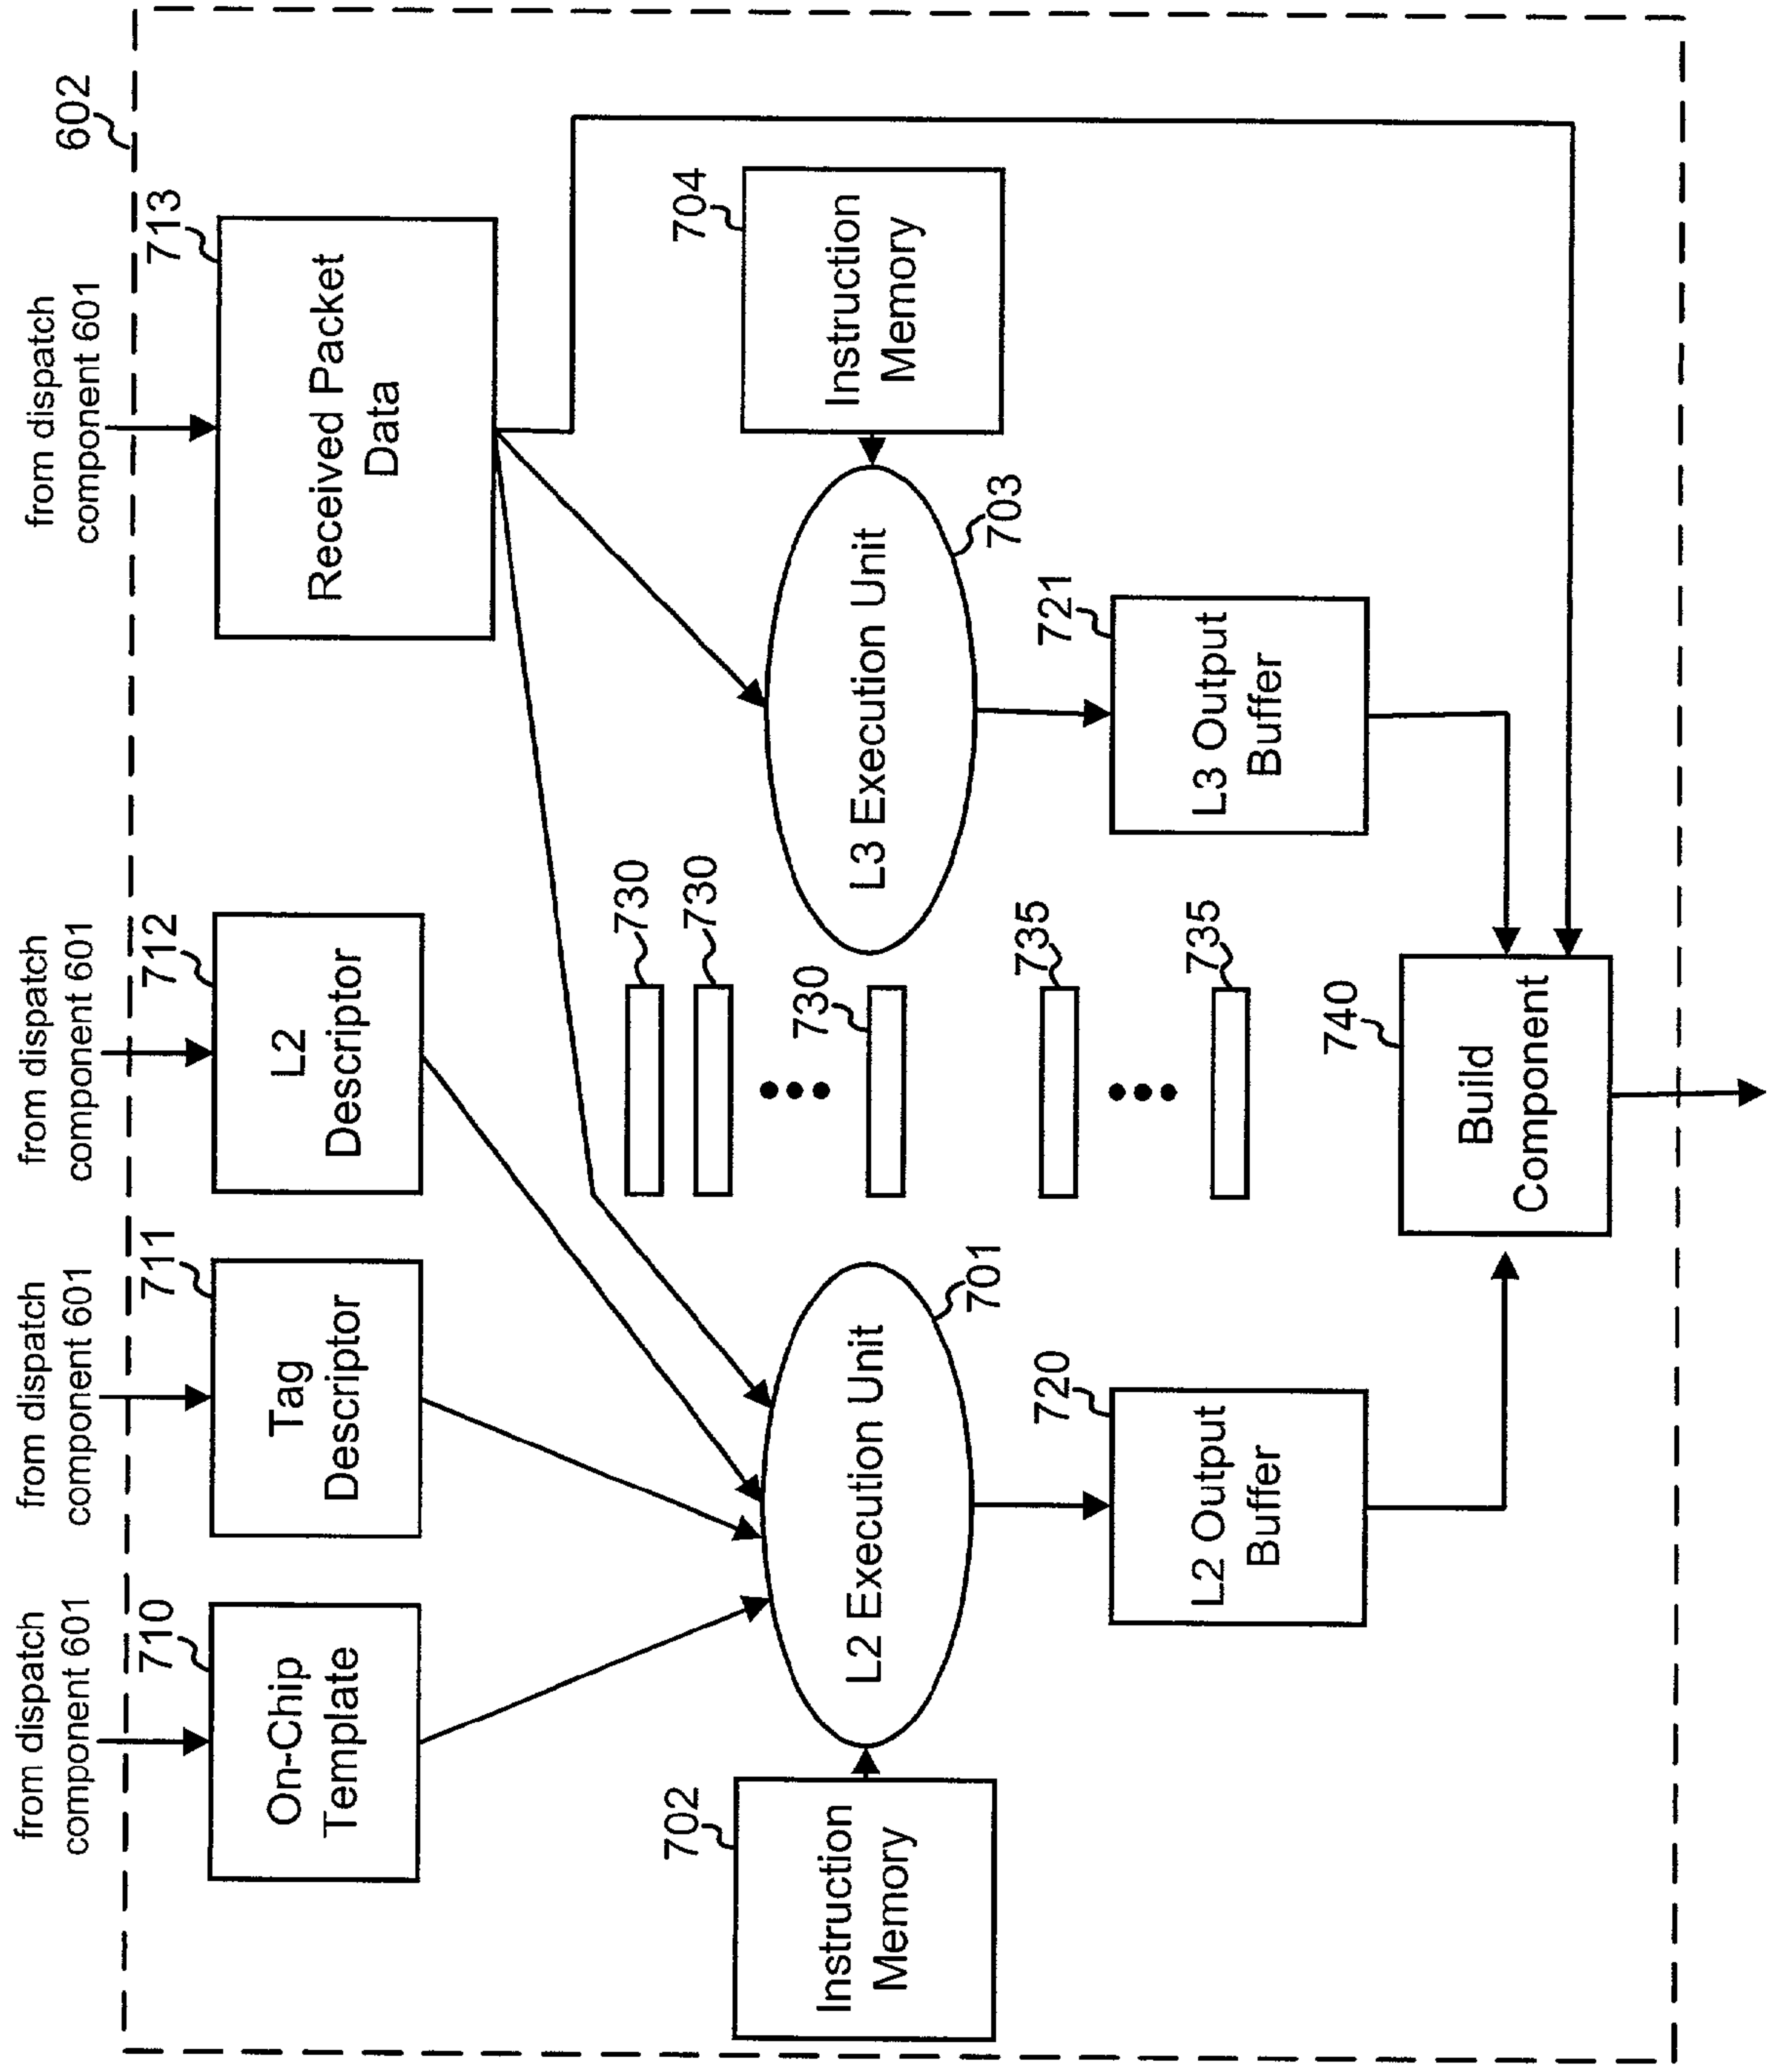 602
from dispatch
component 601
710
On-Chip
Template
from dispatch
component 601
711
Tag
Descriptor
from dispatch
component 601
712
L2
Descriptor
from dispatch
component 601
713
Received Packet
Data
702
Instruction
Memory
L2 Execution Unit
701
730
730
730
L3 Execution Unit
703
704
Instruction
Memory
720
L2 Output
Buffer
735
735
721
L3 Output
Buffer
740
Build
Component